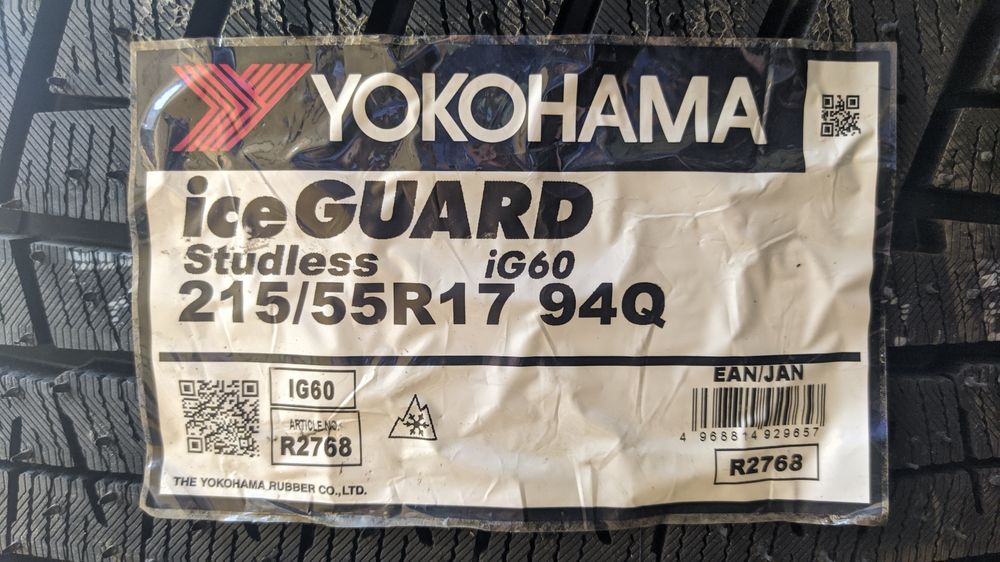 YOKOHAMA
iceGUARD
Studless iG60
215/55R17 94Q
IG60
ARTICLE NO.
R2768
THE YOKOHAMA RUBBER CO.,LTD.
EAN/JAN
4 968814 929657
R2768